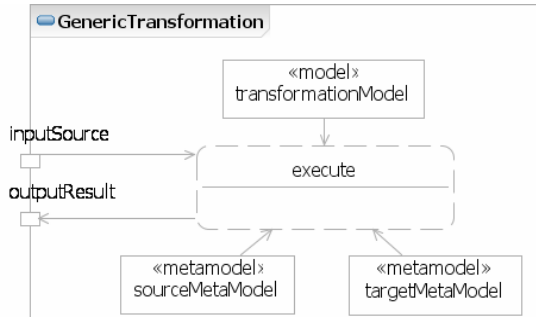 GenericTransformation
«model»
transformationModel
inputSource
execute
outputResult
«metamodel»
sourceMetaModel
«metamodel»
targetMetaModel